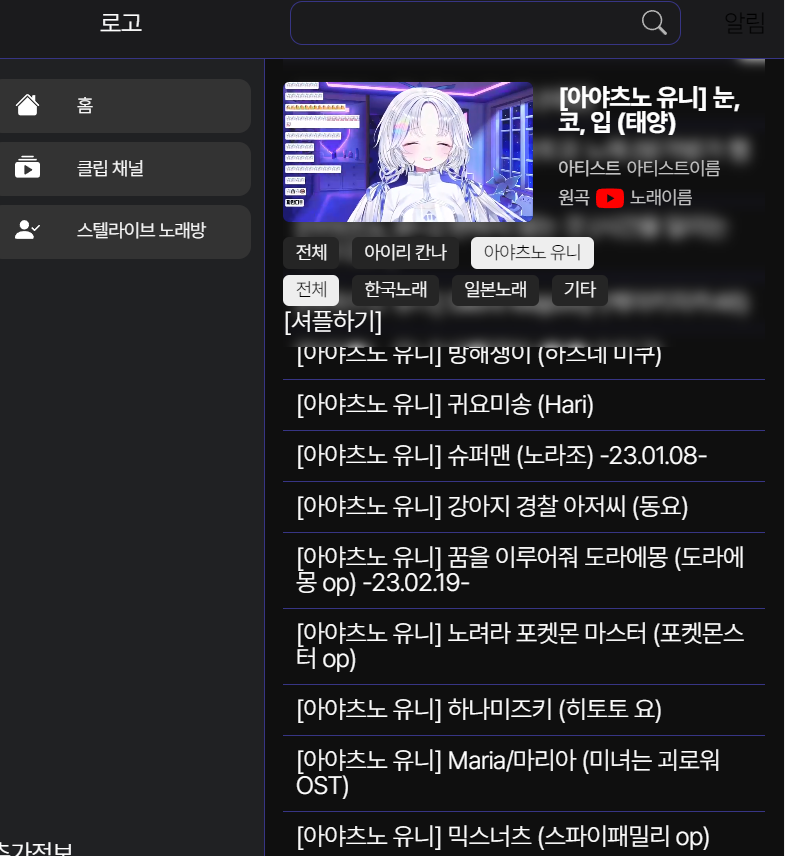 로고
알림
홈
클립 채널
스텔라이브 노래방
[아야츠노 유니] 눈,
코, 입 (태양)
아티스트 아티스트이름
원곡 노래이름
전체 아이리 칸나 아야츠노 유니
전체 한국노래 일본노래 기타
[셔플하기]
[아야츠노 유니] 방해쟁이 (하츠네 미쿠)
[아야츠노 유니] 귀요미송 (Hari)
[아야츠노 유니] 슈퍼맨 (노라조) -23.01.08-
[아야츠노 유니] 강아지 경찰 아저씨 (동요)
[아야츠노 유니] 꿈을 이루어줘 도라에몽 (도라에
몽 op) -23.02.19-
[아야츠노 유니] 노려라 포켓몬 마스터 (포켓몬스
터 op)
[아야츠노 유니] 하나미즈키 (히토토 요)
[아야츠노 유니] Maria/마리아 (미녀는 괴로워
OST)
[아야츠노 유니] 믹스너츠 (스파이패밀리 op)
추가정보